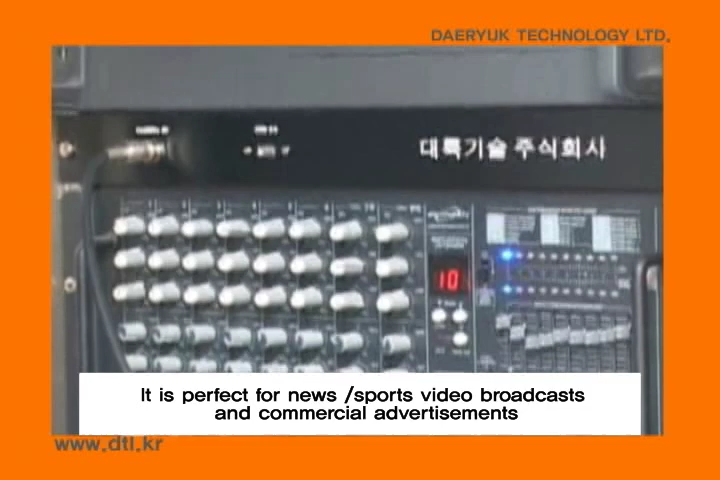 DAERYUK TECHNOLOGY LTD.
대륙기술 주식회사
10
It is perfect for news /sports video broadcasts
and commercial advertisements
www.dtl.kr